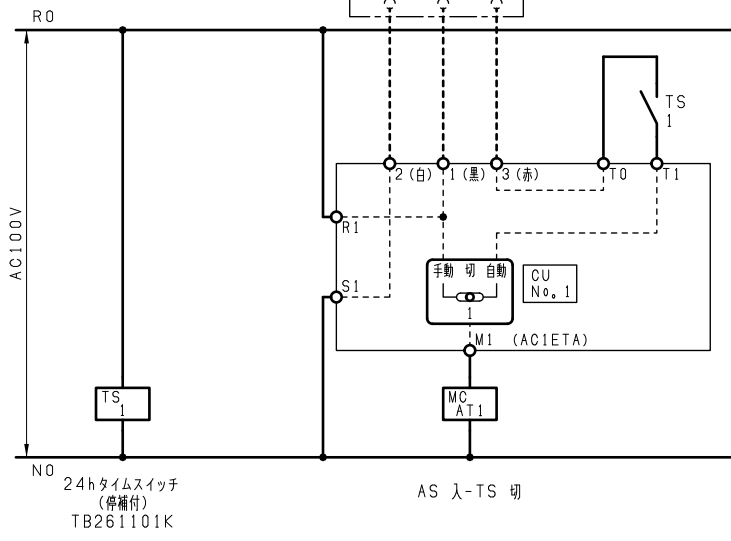 R0
TS
1
2 (白) 1 (黒) 3 (赤) T0 T1
R1
AC100V
手動 切 自動
CU
No。1
S1
1
M1 (AC1ETA)
TS
1
MC
AT1
N0
24hタイムスイッチ
(停補付)
TB261101K
AS 入-TS 切